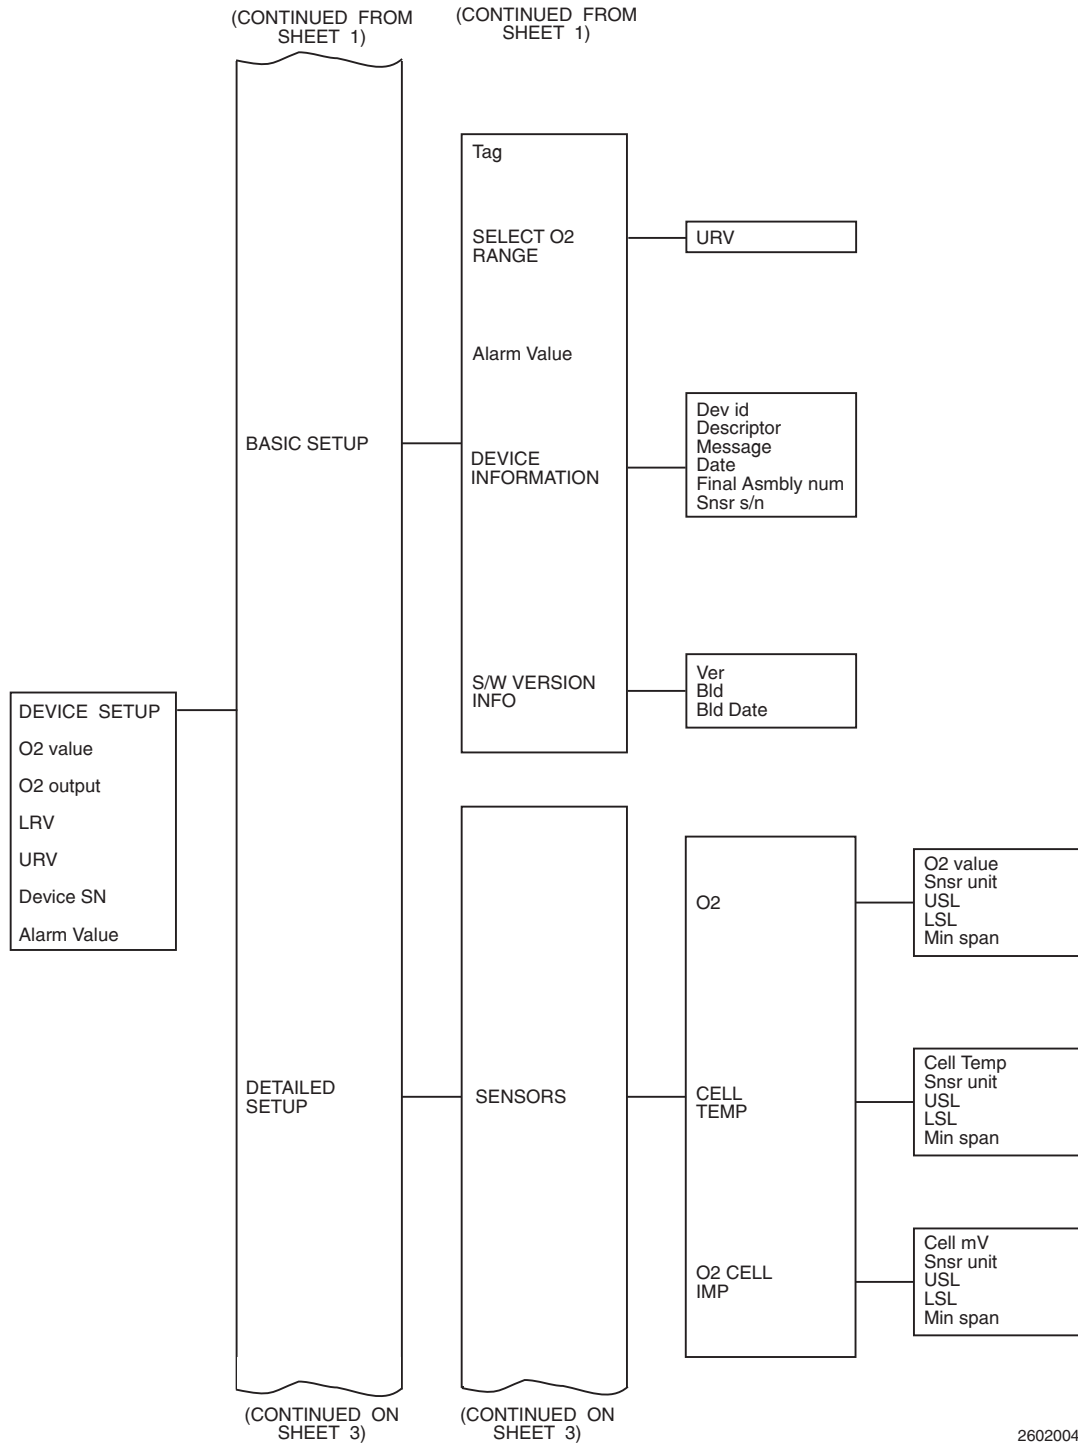 (CONTINUED FROM
SHEET 1)
(CONTINUED FROM
SHEET 1)
DEVICE SETUP
O2 value
O2 output
LRV
URV
Device SN
Alarm Value
BASIC SETUP
DETAILED
SETUP
Tag
SELECT O2
RANGE
Alarm Value
DEVICE
INFORMATION
S/W VERSION
INFO
URV
Dev id
Descriptor
Message
Date
Final Asmbly num
Snsr s/n
Ver
Bld
Bld Date
SENSORS
O2
CELL
TEMP
O2 CELL
IMP
O2 value
Snsr unit
USL
LSL
Min span
Cell Temp
Snsr unit
USL
LSL
Min span
Cell mV
Snsr unit
USL
LSL
Min span
(CONTINUED ON
SHEET 3)
(CONTINUED ON
SHEET 3)
2602004